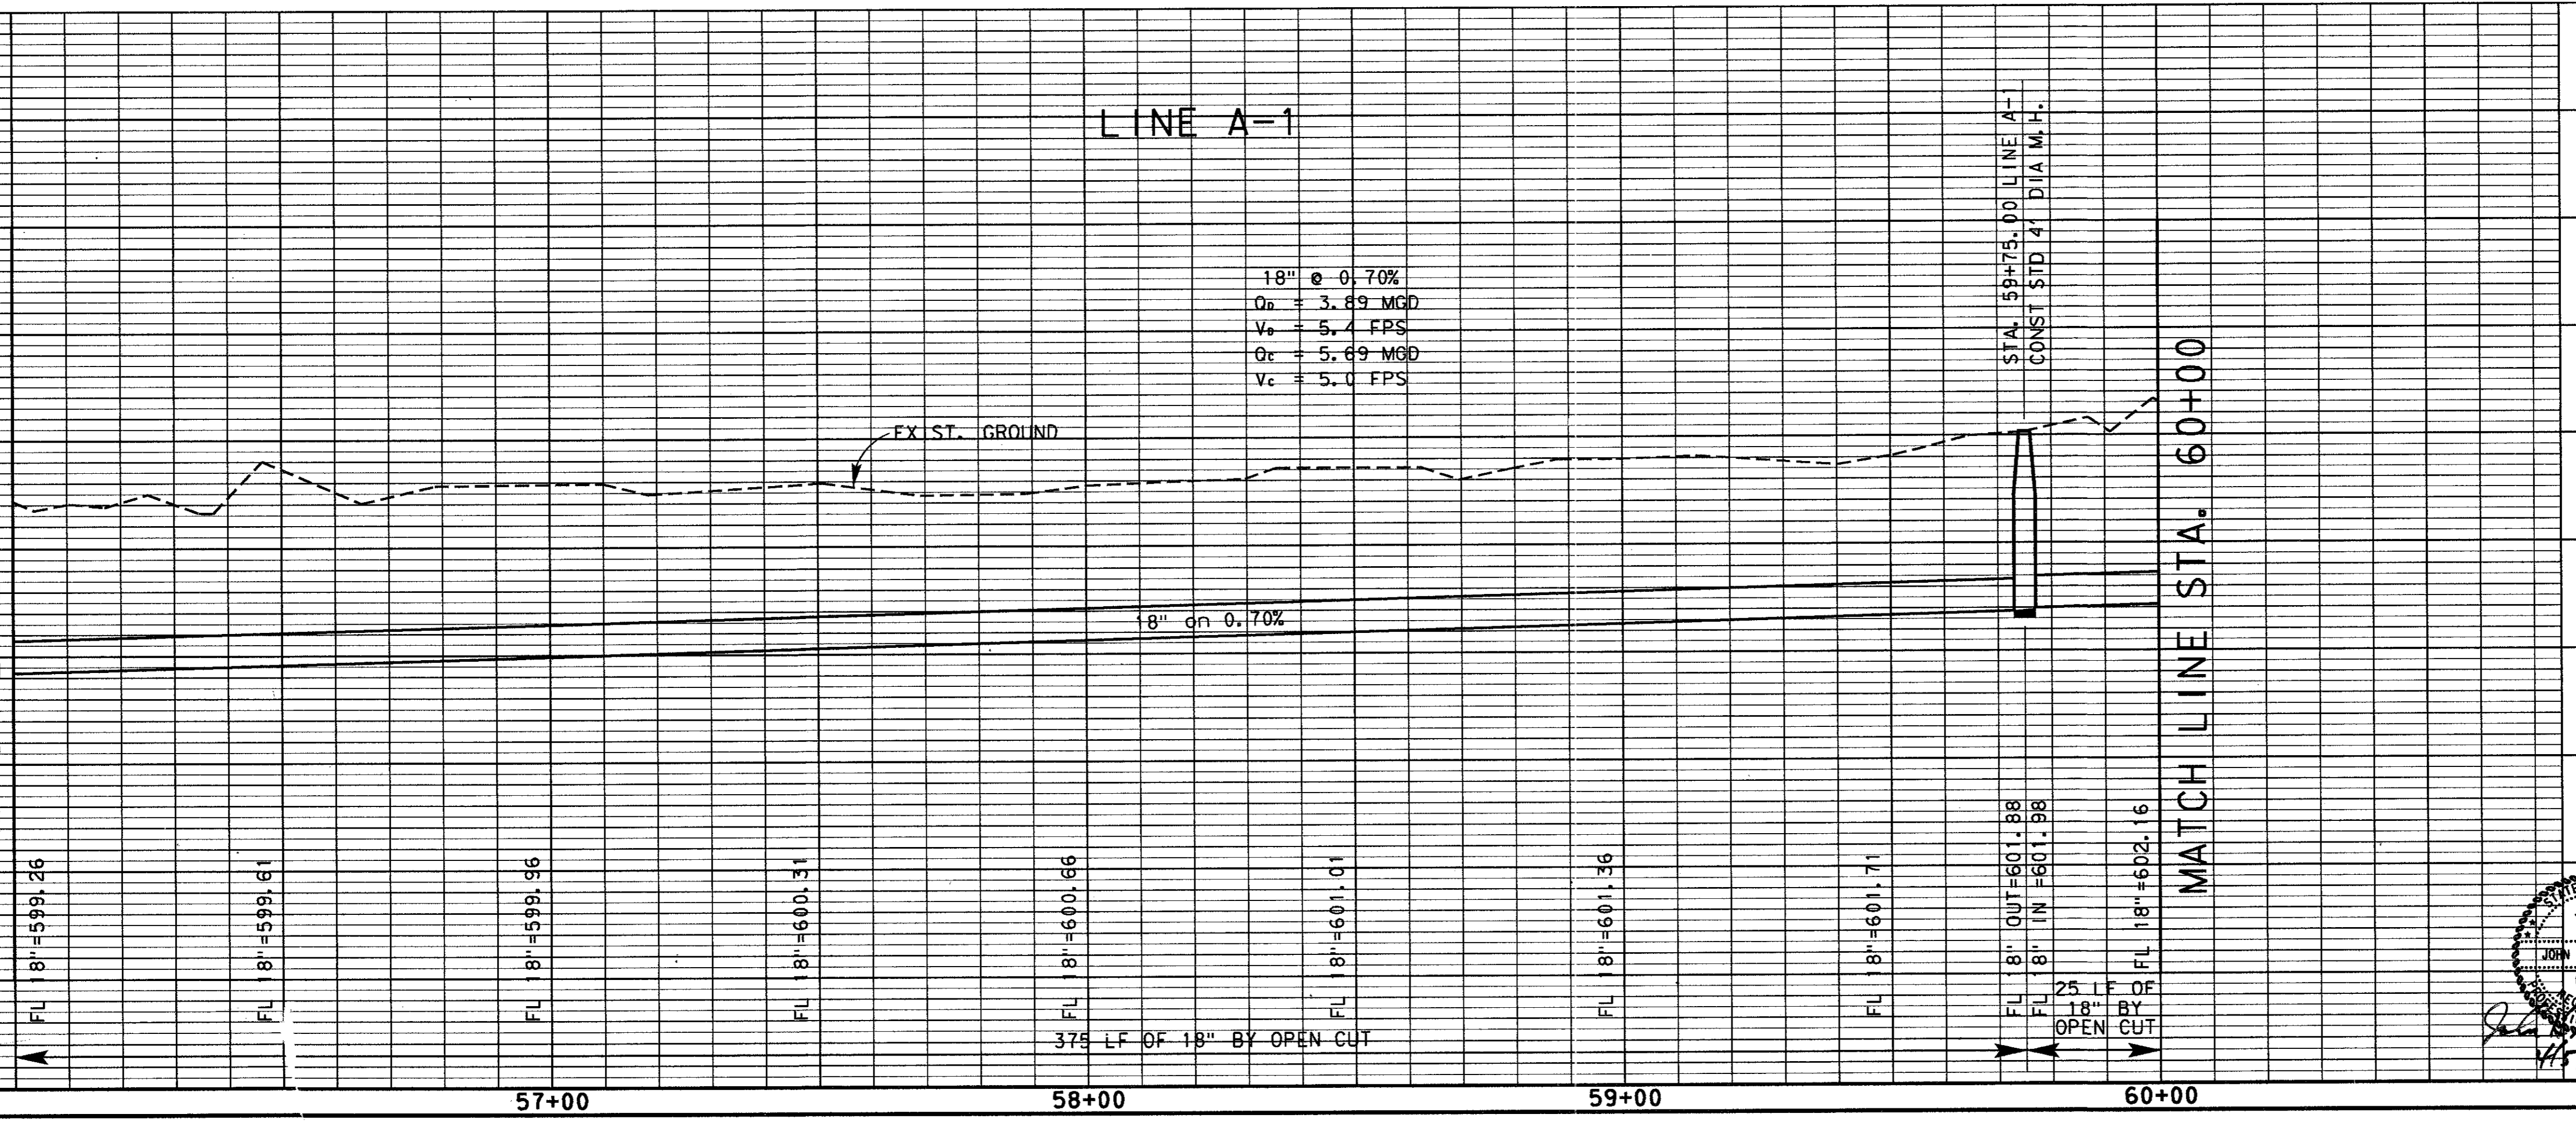 LINE A-1
STA. 59+75.00 LINE A-1
CONST STD 4' DIA M.H.
18" @ 0.70%
QD = 3.89 MGD
VD = 5.4 FPS
QC = 5.69 MGD
VC = 5.0 FPS
EXIST. GROUND
MATCH LINE STA. 60+00
18" on 0.70%
FL 18"=599.26
FL 18"=599.61
FL 18"=599.96
FL 18"=600.31
FL 18"=600.66
FL 18"=601.01
FL 18"=601.36
FL 18"=601.71
FL 18" OUT=601.88
FL 18" IN =601.98
FL 18"=602.16
375 LF OF 18" BY OPEN CUT
25 LF OF
18" BY
OPEN CUT
57+00
58+00
59+00
60+00
STATE
JOHN
John